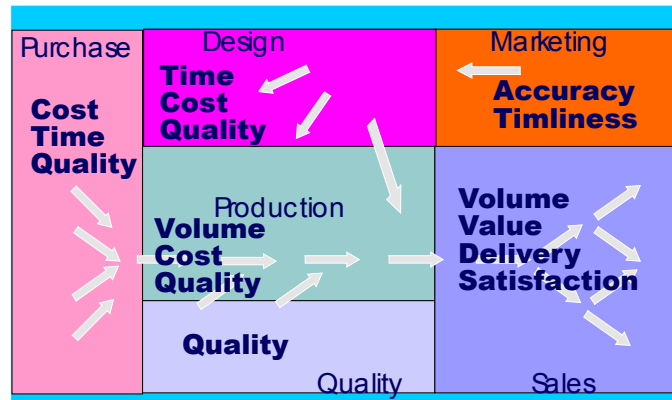 Purchase
Cost
Time
Quality
Design
Time
Cost
Quality
Marketing
Accuracy
Timliness
Production
Volume
Cost
Quality
Volume
Value
Delivery
Satisfaction
Quality
Quality
Sales